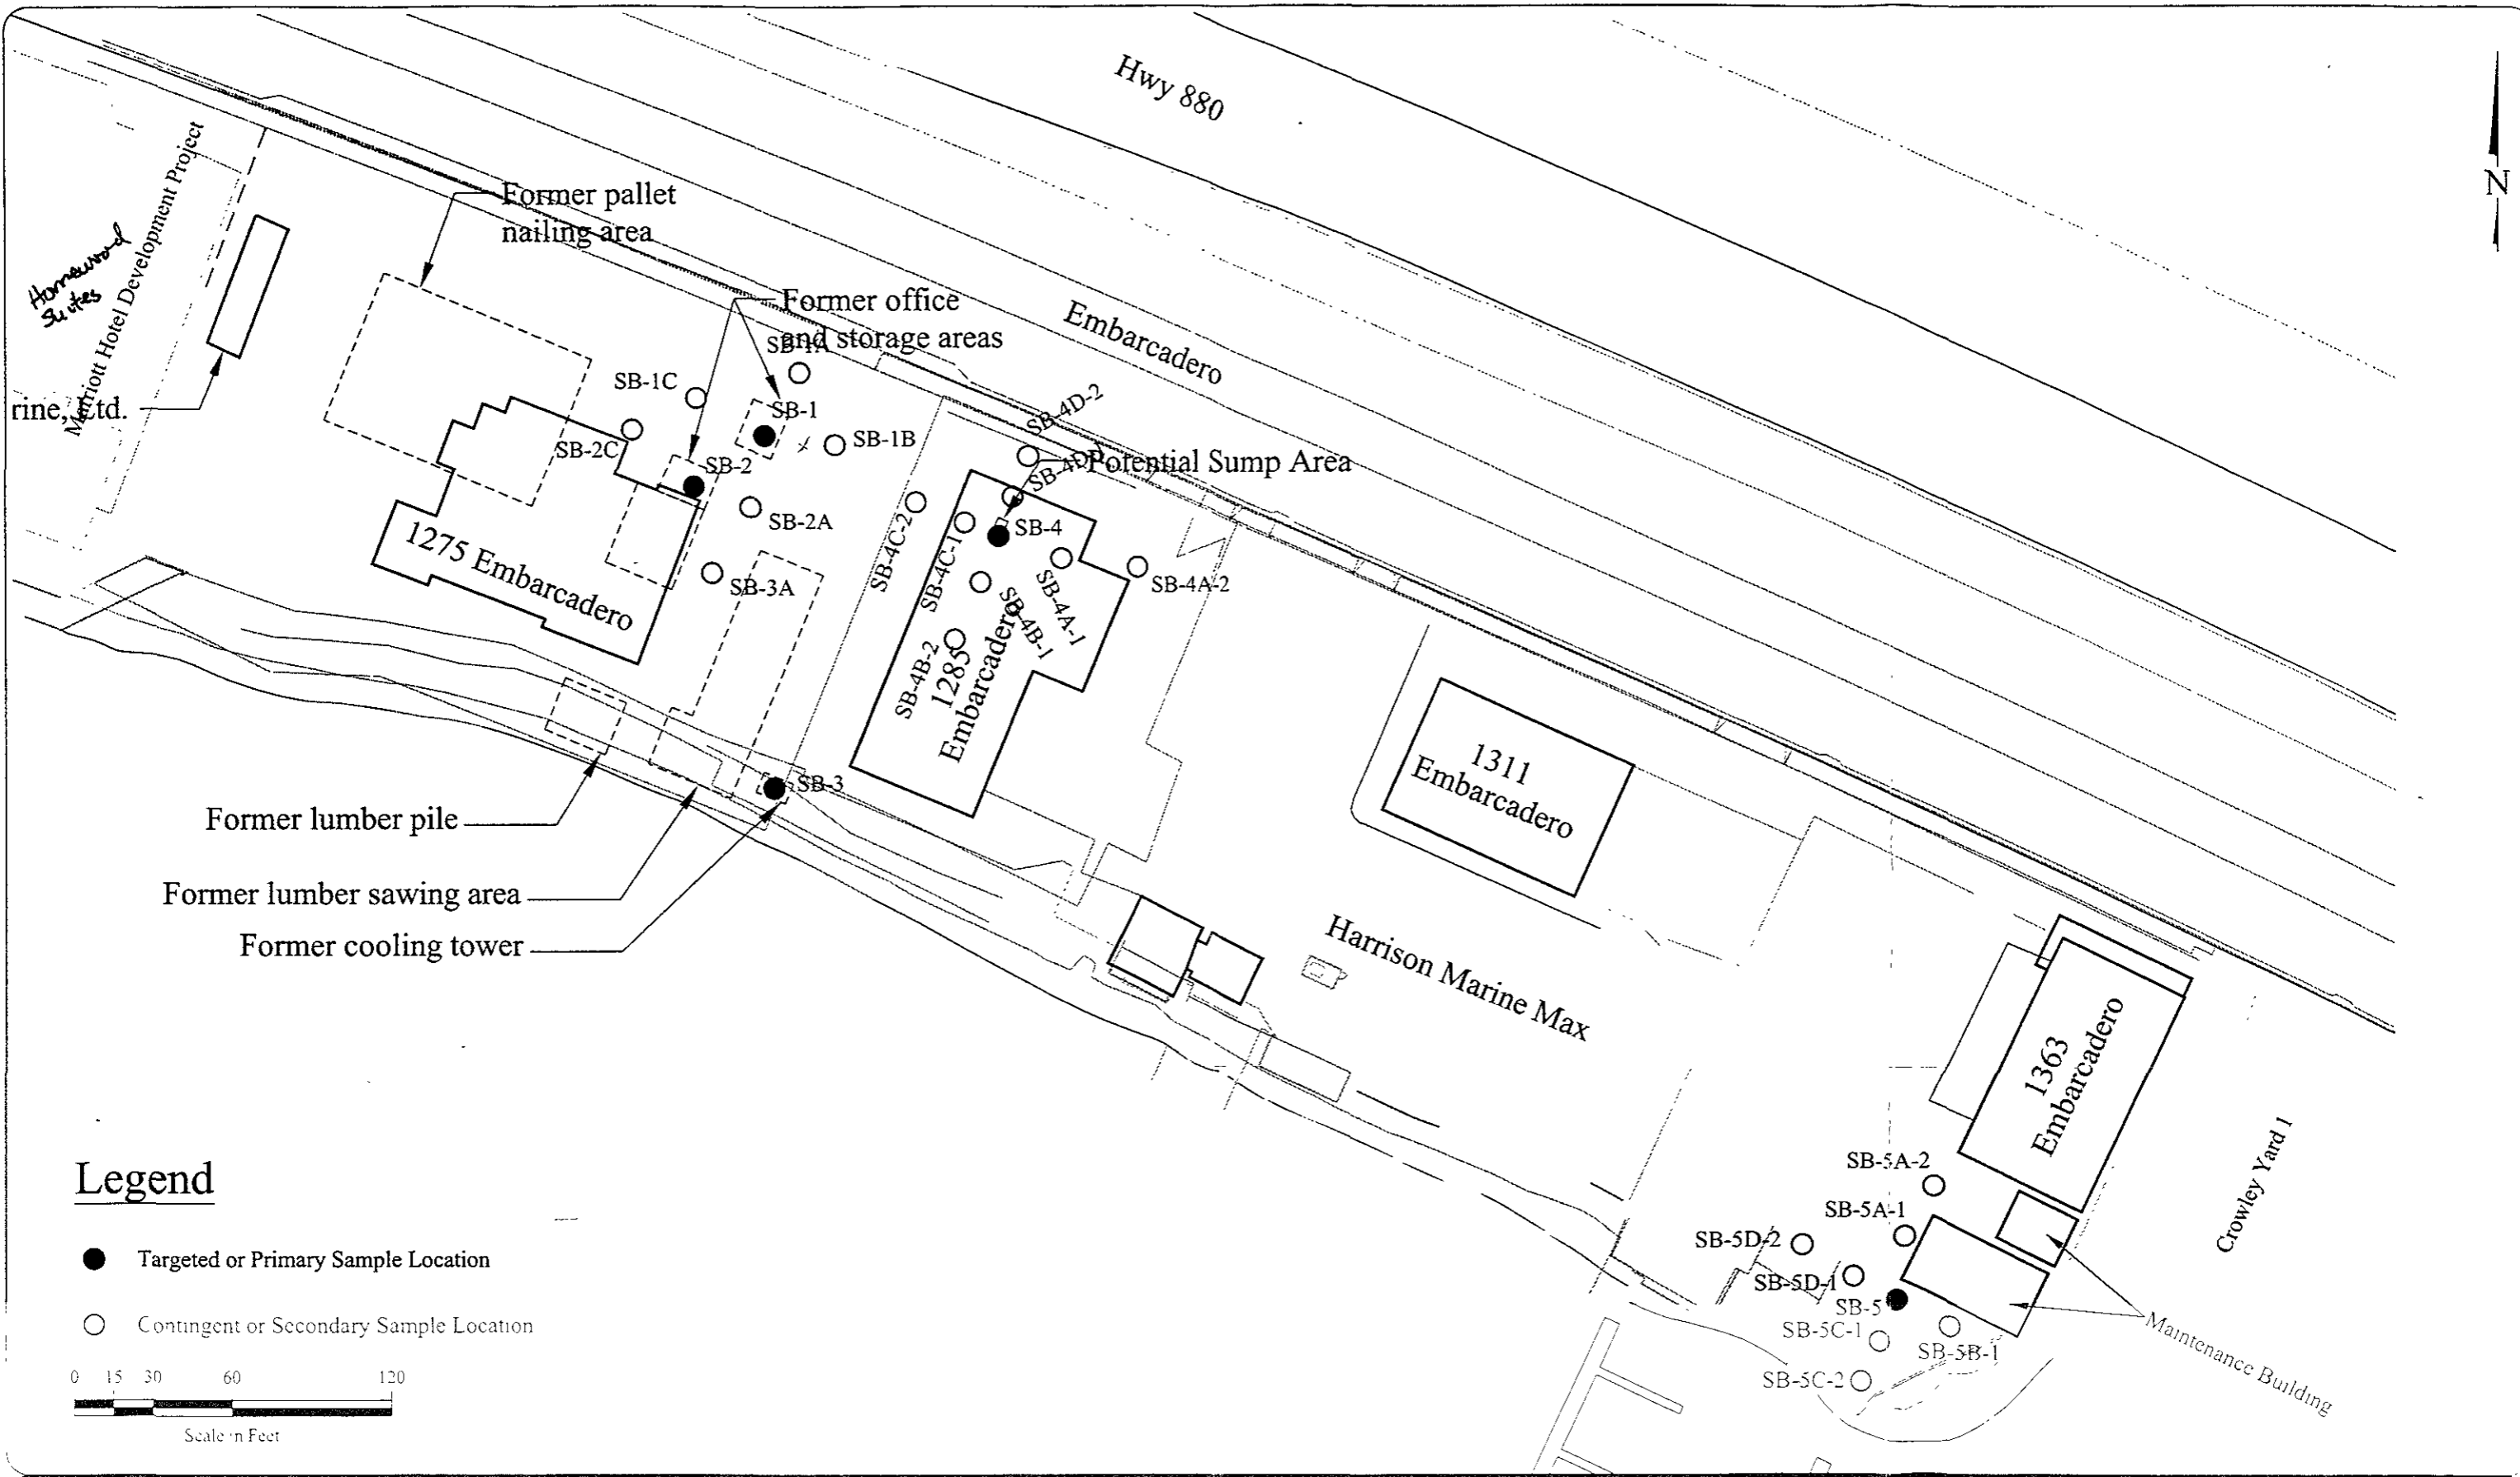 Hwy 880
N
Former pallet
nailing area
Marriott Hotel Development Project
Homewood
Suites
Former office
and storage areas
Embarcadero
SB-1A
SB-1C
rine, Ltd.
SB-1
SB-1B
SB-2C
SB-2
SB-4D-2
Potential Sump Area
SB-2A
SB-4
SB-4C-2
SB-4C-1
1275 Embarcadero
SB-3A
SB-4A-2
SB-4A-1
SB-4B-1
SB-4B-2
1285
Embarcadero
1311
Embarcadero
SB-3
Former lumber pile
Former lumber sawing area
Former cooling tower
Harrison Marine Max
1363
Embarcadero
Crowley Yard 1
SB-5A-2
SB-5A-1
SB-5D-2
SB-5D-1
SB-5
SB-5C-1
SB-5B-1
SB-5C-2
Maintenance Building
Legend
Targeted or Primary Sample Location
Contingent or Secondary Sample Location
0 15 30 60 120
Scale in Feet